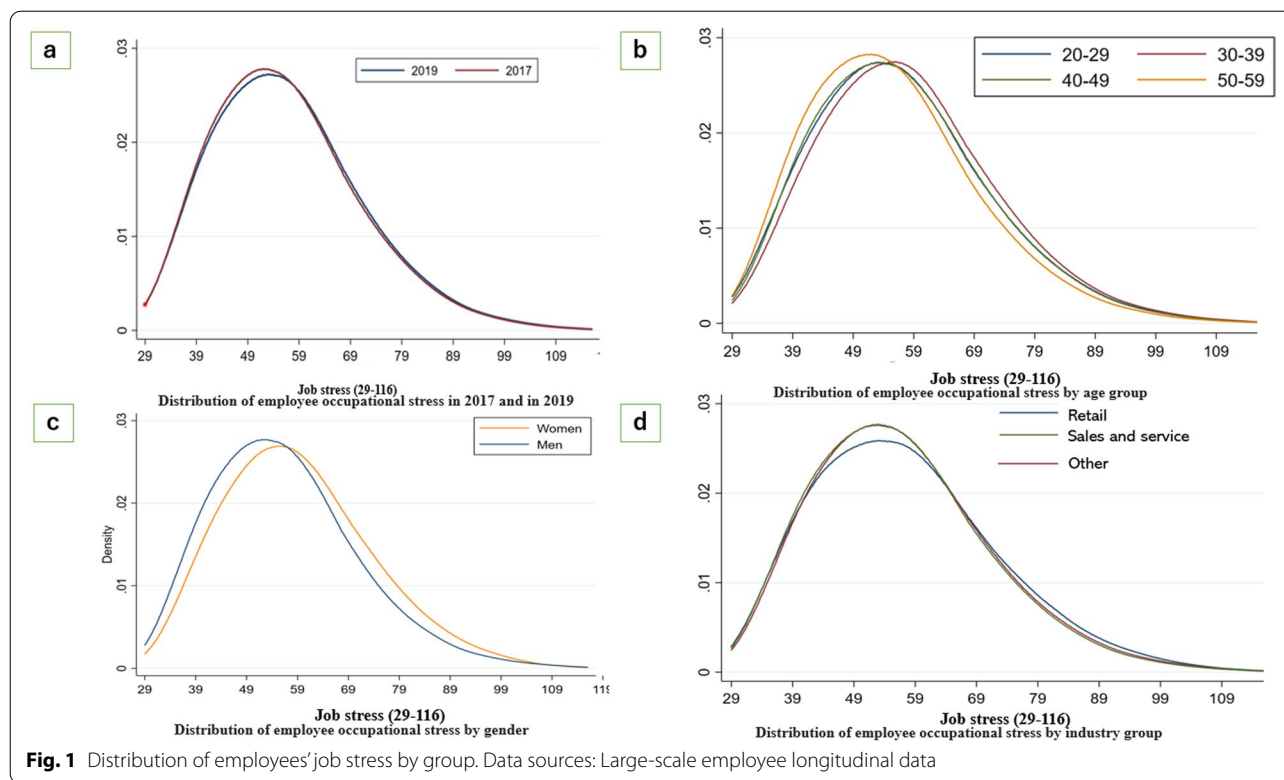 a
.03
.02
.01
0
2019 2017
29 39 49 59 69 79 89 99 109
Job stress (29-116)
Distribution of employee occupational stress in 2017 and in 2019
b
.03
.02
.01
0
20-29 30-39
40-49 50-59
29 39 49 59 69 79 89 99 109
Job stress (29-116)
Distribution of employee occupational stress by age group
c
.03
.02
.01
0
Density
Women
Men
29 39 49 59 69 79 89 99 109 119
Job stress (29-116)
Distribution of employee occupational stress by gender
d
.03
.02
.01
0
Retail
Sales and service
Other
29 39 49 59 69 79 89 99 109
Job stress (29-116)
Distribution of employee occupational stress by industry group
Fig. 1 Distribution of employees' job stress by group. Data sources: Large-scale employee longitudinal data